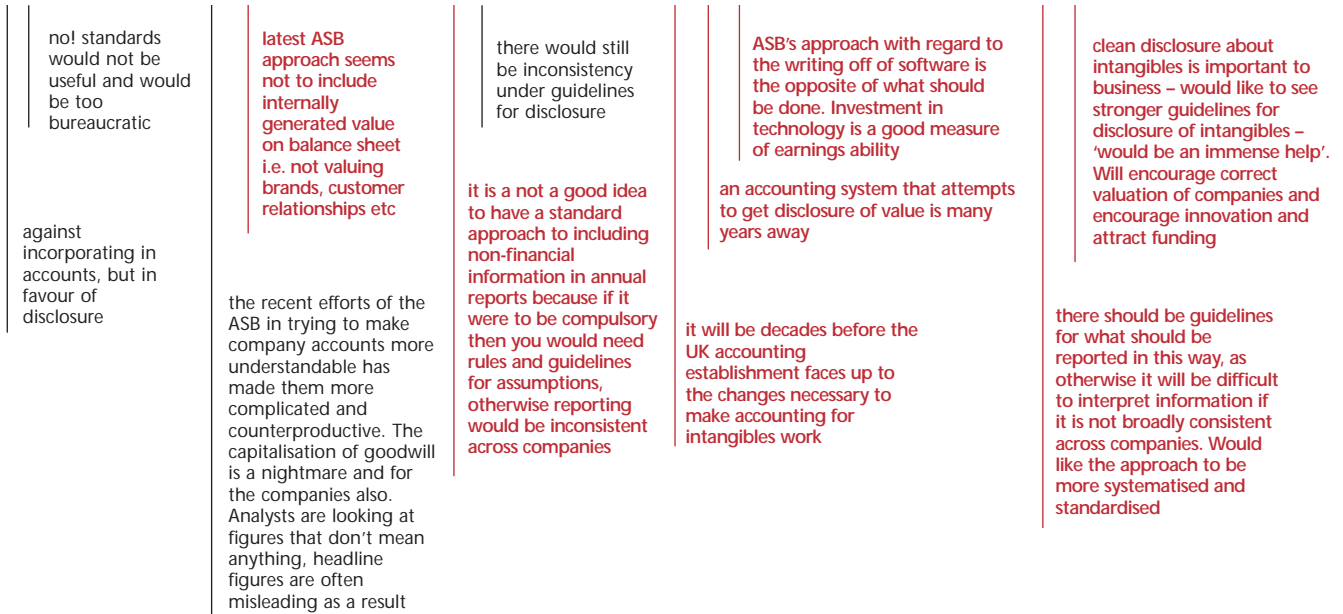 no! standards
would not be
useful and would
be too
bureaucratic
against
incorporating in
accounts, but in
favour of
disclosure
latest ASB
approach seems
not to include
internally
generated value
on balance sheet
i.e. not valuing
brands, customer
relationships etc
the recent efforts of the
ASB in trying to make
company accounts more
understandable has
made them more
complicated and
counterproductive. The
capitalisation of goodwill
is a nightmare and for
the companies also.
Analysts are looking at
figures that don't mean
anything, headline
figures are often
misleading as a result
there would still
be inconsistency
under guidelines
for disclosure
it is a not a good idea
to have a standard
approach to including
non-financial
information in annual
reports because if it
were to be compulsory
then you would need
rules and guidelines
for assumptions,
otherwise reporting
would be inconsistent
across companies
ASB's approach with regard to
the writing off of software is
the opposite of what should
be done. Investment in
technology is a good measure
of earnings ability
an accounting system that attempts
to get disclosure of value is many
years away
it will be decades before the
UK accounting
establishment faces up to
the changes necessary to
make accounting for
intangibles work
clean disclosure about
intangibles is important to
business – would like to see
stronger guidelines for
disclosure of intangibles –
'would be an immense help'.
Will encourage correct
valuation of companies and
encourage innovation and
attract funding
there should be guidelines
for what should be
reported in this way, as
otherwise it will be difficult
to interpret information if
it is not broadly consistent
across companies. Would
like the approach to be
more systematised and
standardised